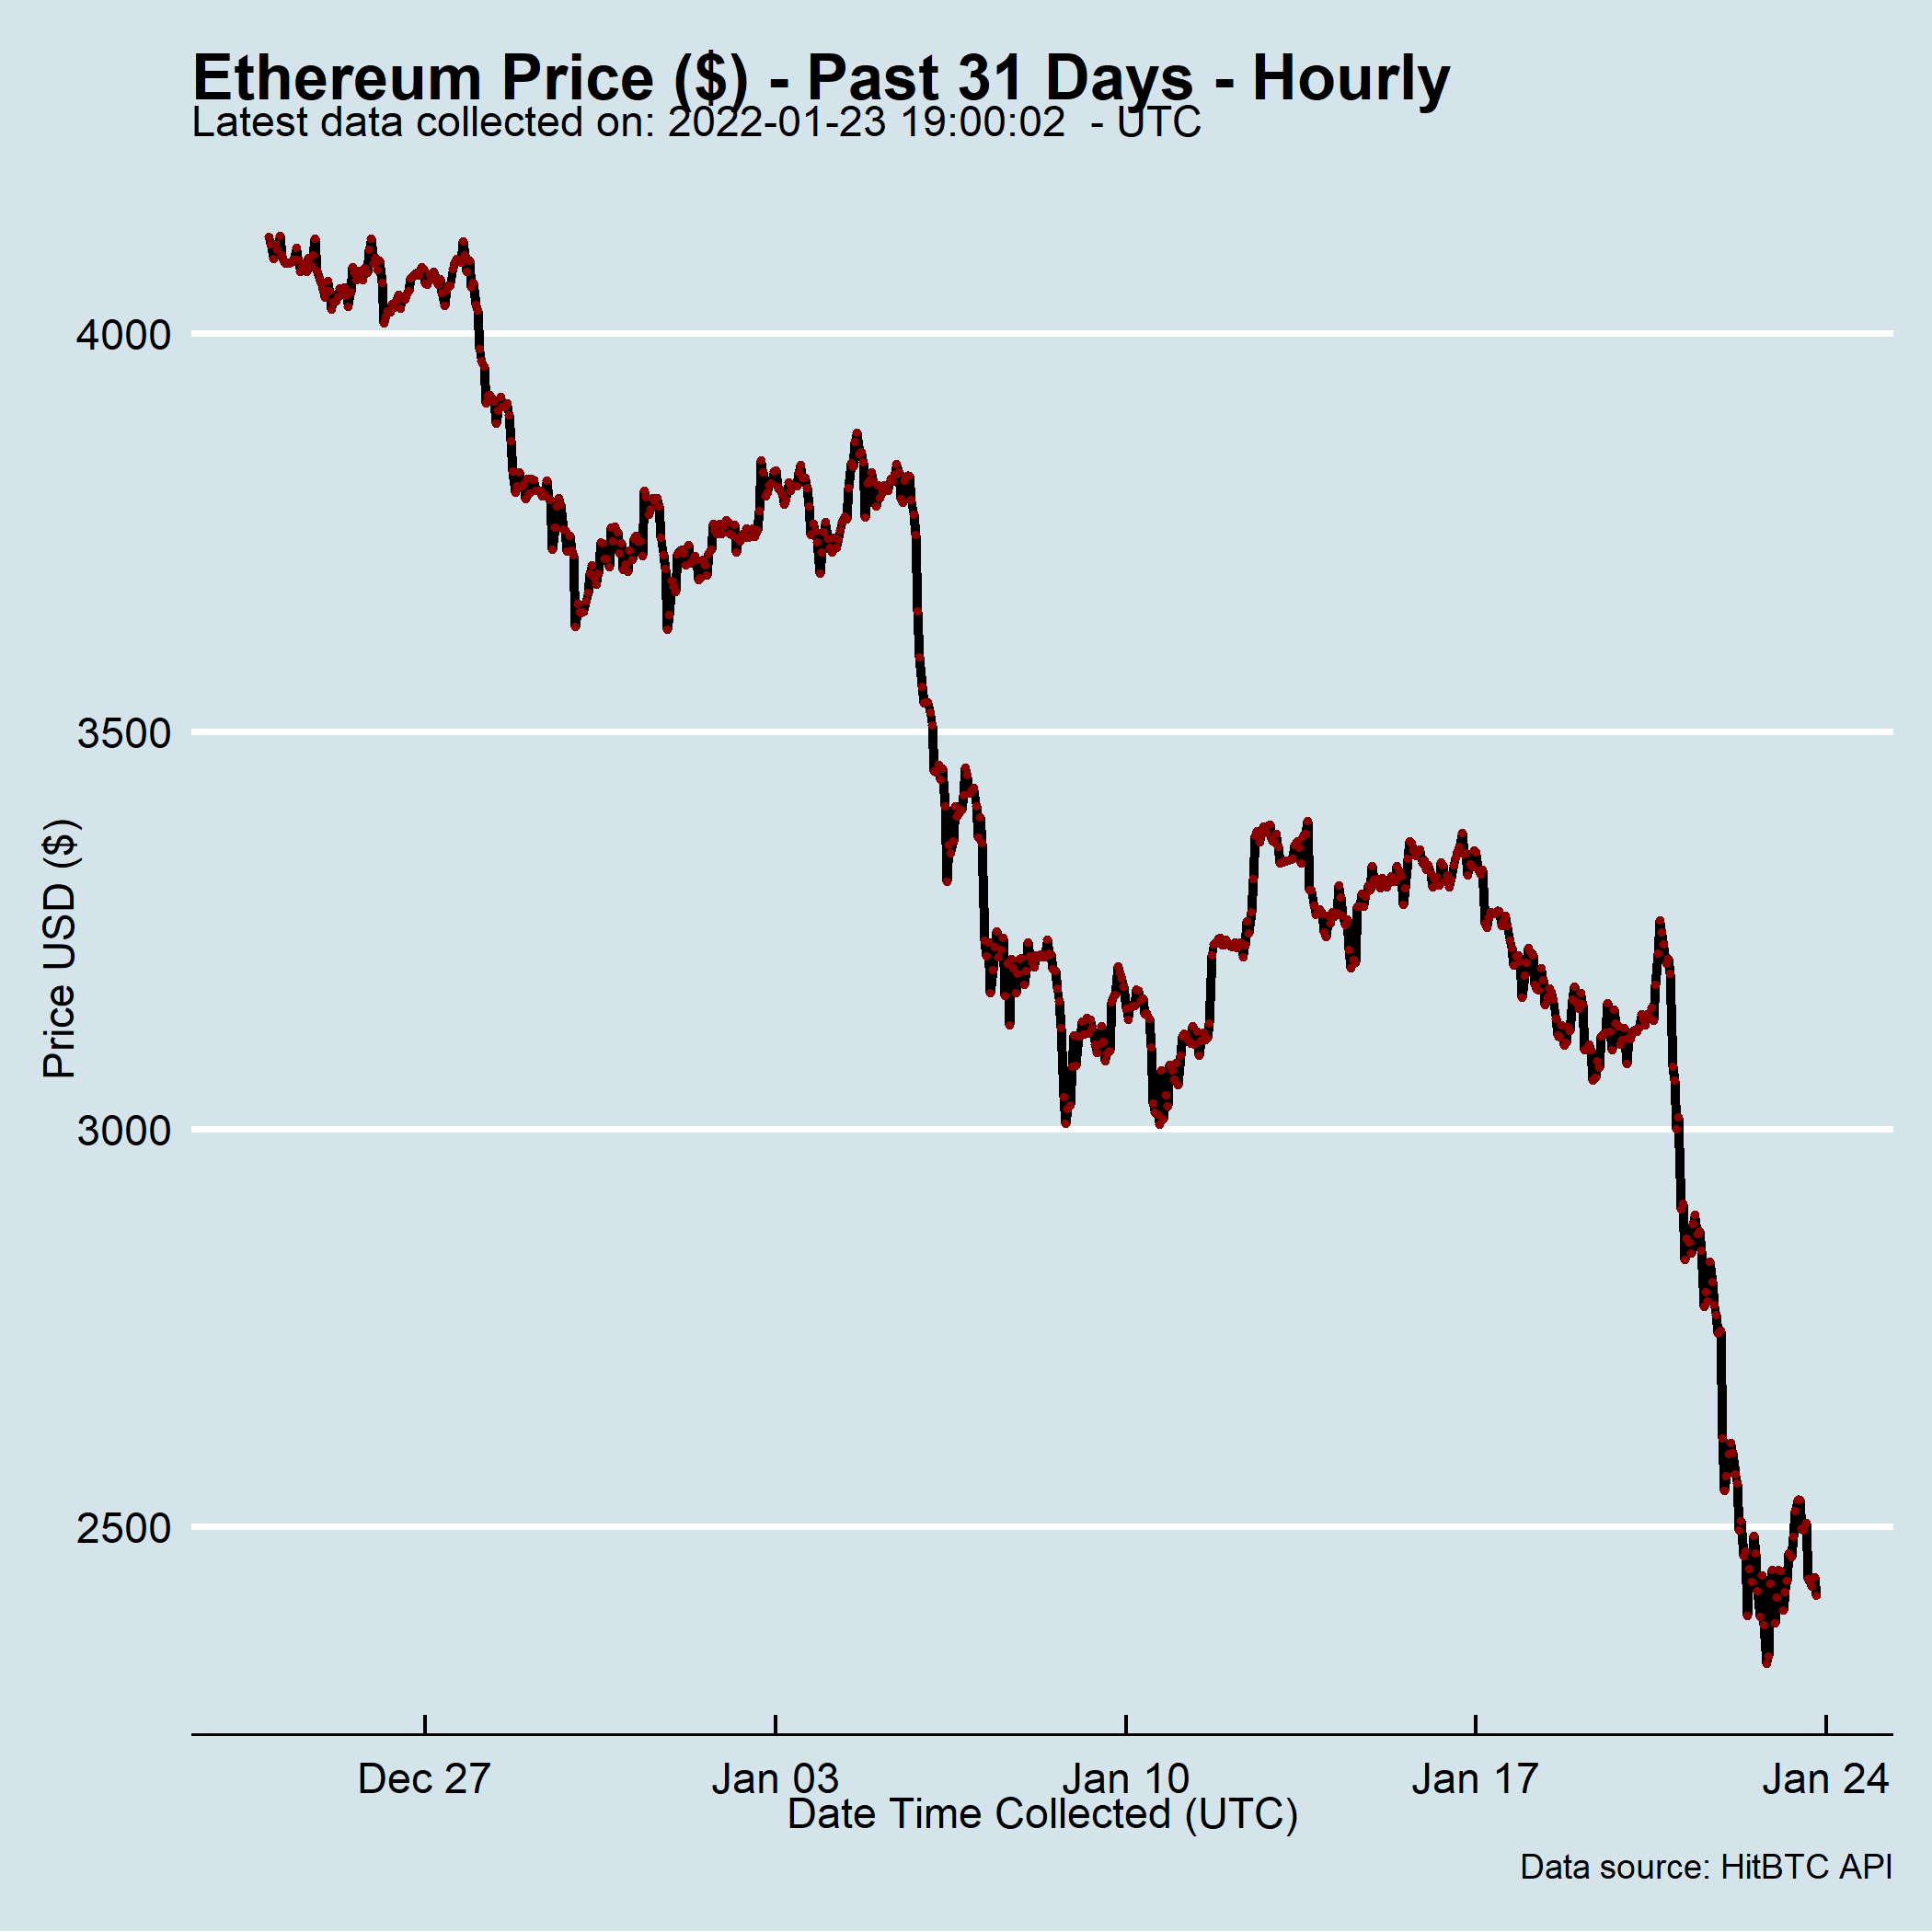 Ethereum Price ($) - Past 31 Days - Hourly
Latest data collected on: 2022-01-23 19:00:02  - UTC
4000
3500
3000
2500
Price USD ($)
Dec 27
Jan 03
Jan 10
Jan 17
Jan 24
Date Time Collected (UTC)
Data source: HitBTC API